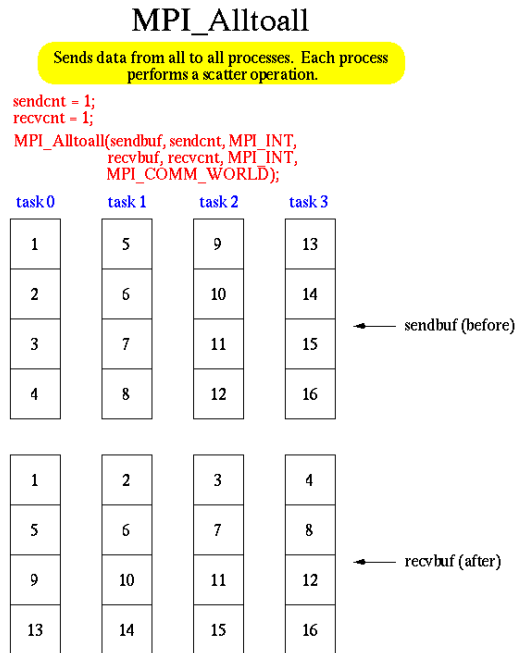 MPI_Alltoall
Sends data from all to all processes. Each process
performs a scatter operation.
sendcnt = 1;
recvcnt = 1;
MPI_Alltoall(sendbuf, sendcnt, MPI_INT,
recvbuf, recvcnt, MPI_INT,
MPI_COMM_WORLD);
task 0 task 1 task 2 task 3
1 5 9 13
2 6 10 14
sendbuf (before)
3 7 11 15
4 8 12 16
1 2 3 4
5 6 7 8
recvbuf (after)
9 10 11 12
13 14 15 16